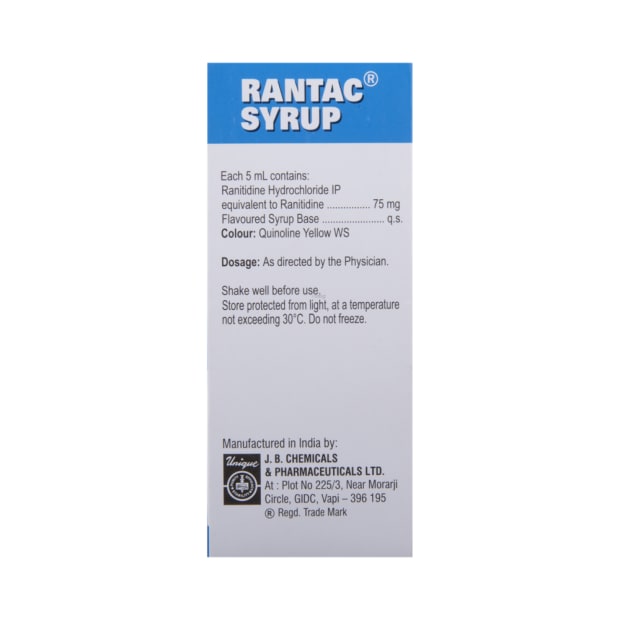 RANTAC®
SYRUP
Each 5 mL contains:
Ranitidine Hydrochloride IP
equivalent to Ranitidine ................ 75 mg
Flavoured Syrup Base ....................... q.s.
Colour: Quinoline Yellow WS
Dosage: As directed by the Physician.
Shake well before use.
Store protected from light, at a temperature
not exceeding 30°C. Do not freeze.
Manufactured in India by:
Unique
J. B. CHEMICALS
& PHARMACEUTICALS LTD.
At : Plot No 225/3, Near Morarji
Circle, GIDC, Vapi – 396 195
® Regd. Trade Mark